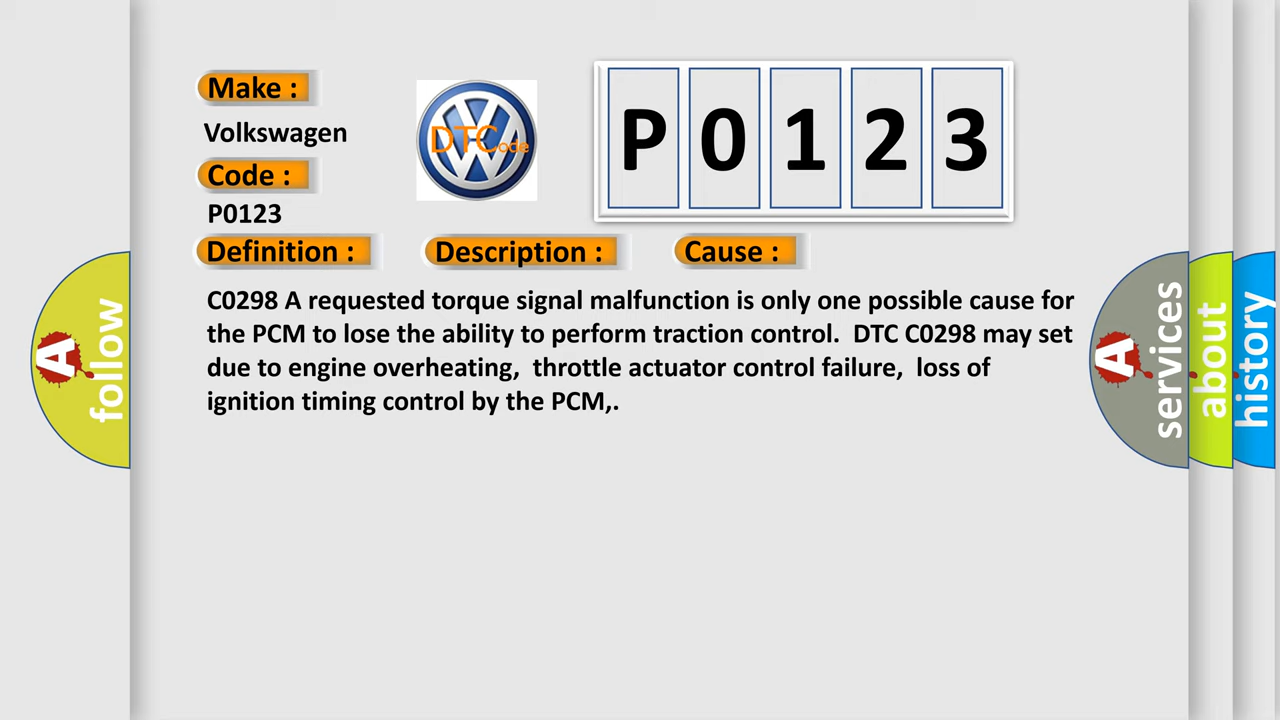 Make :
Volkswagen
Code :
P0123
DTCode
P0123
Definition :
Description :
Cause :
C0298 A requested torque signal malfunction is only one possible cause for
the PCM to lose the ability to perform traction control.  DTC C0298 may set
due to engine overheating,  throttle actuator control failure,  loss of
ignition timing control by the PCM,.
A
follow
A
services
about
history